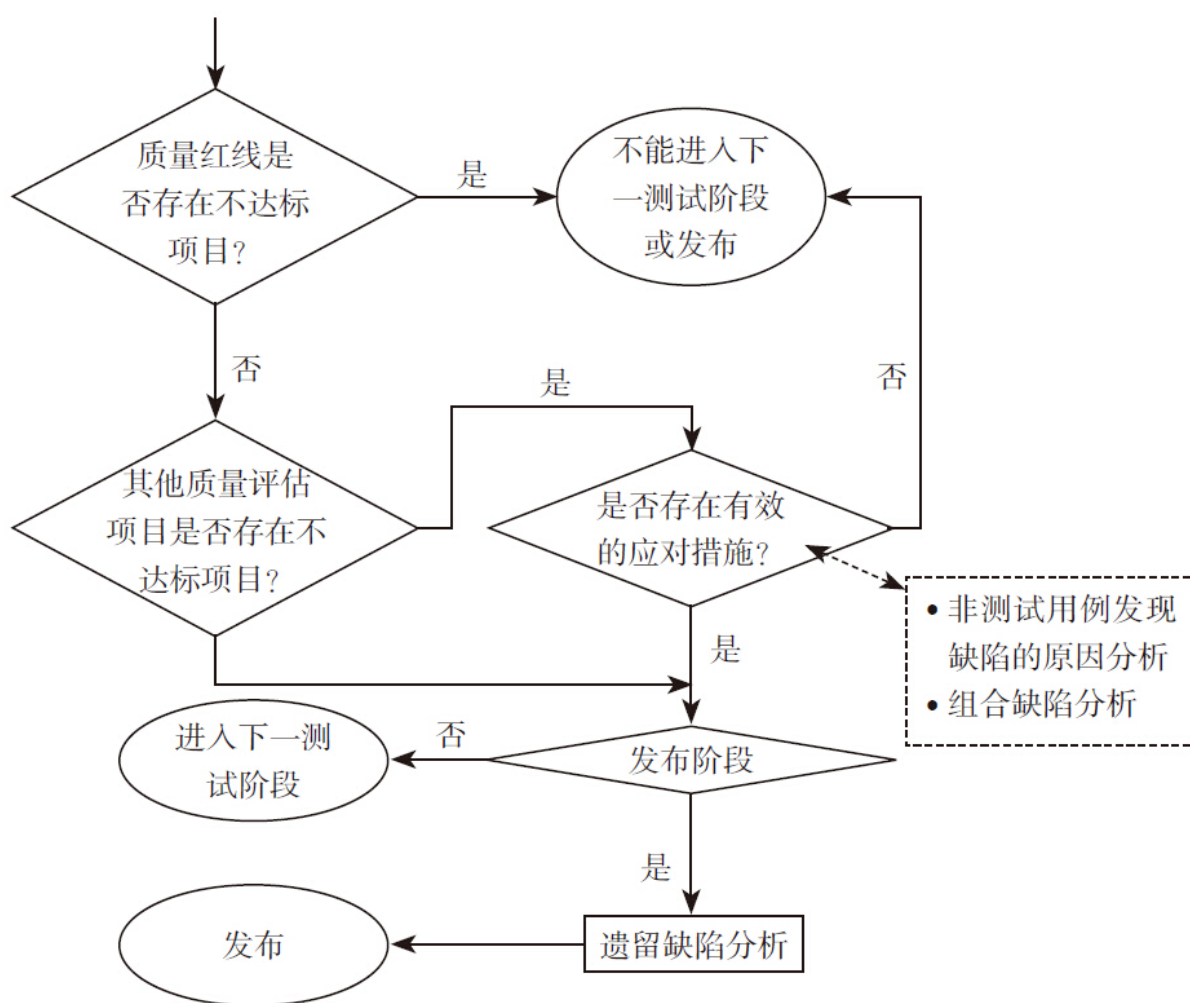 质量红线是
否存在不达标
项目?
是
不能进入下
一测试阶段
或发布
否
是
否
其他质量评估
项目是否存在不
达标项目?
是否存在有效
的应对措施?
• 非测试用例发现
缺陷的原因分析
• 组合缺陷分析
是
进入下一测
试阶段
否
发布阶段
是
发布
遗留缺陷分析